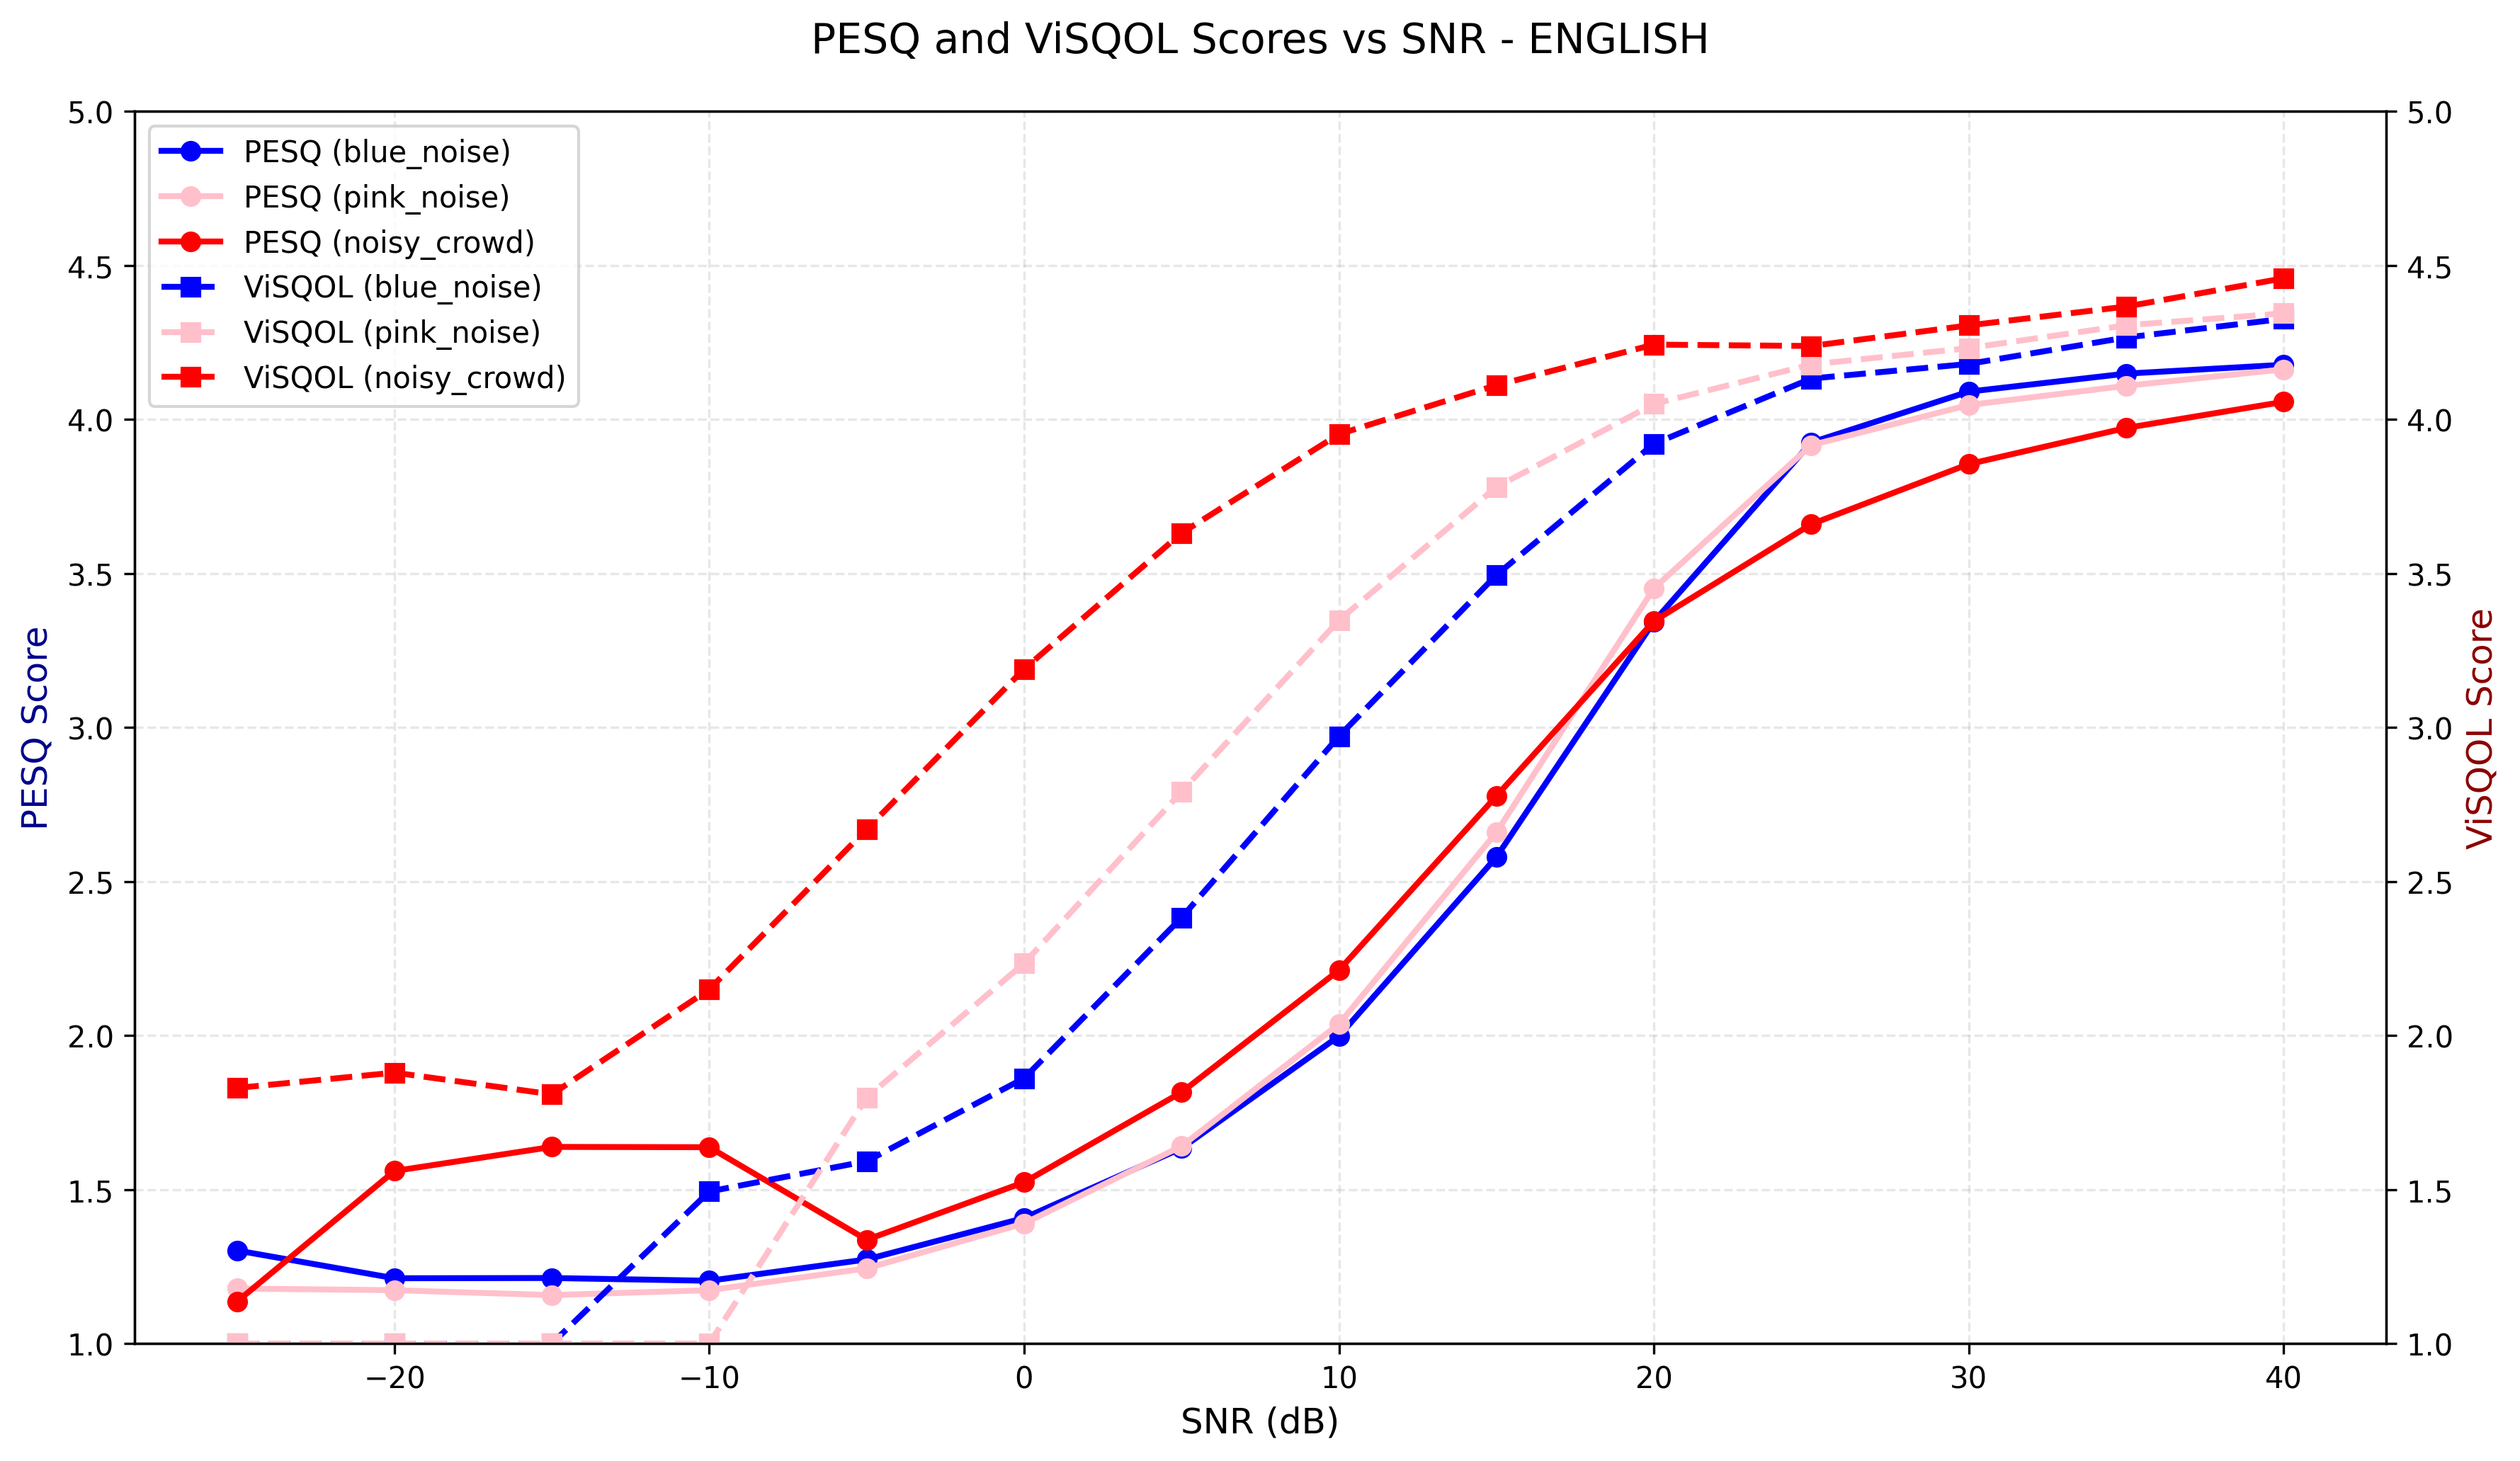 PESQ and ViSQOL Scores vs SNR - ENGLISH
PESQ (blue_noise)
PESQ (pink_noise)
PESQ (noisy_crowd)
ViSQOL (blue_noise)
ViSQOL (pink_noise)
ViSQOL (noisy_crowd)
PESQ Score
5.0
4.5
4.0
3.5
3.0
2.5
2.0
1.5
1.0
5.0
4.5
4.0
3.5
3.0
2.5
2.0
1.5
1.0
ViSQOL Score
−20 −10 0 10 20 30 40
SNR (dB)